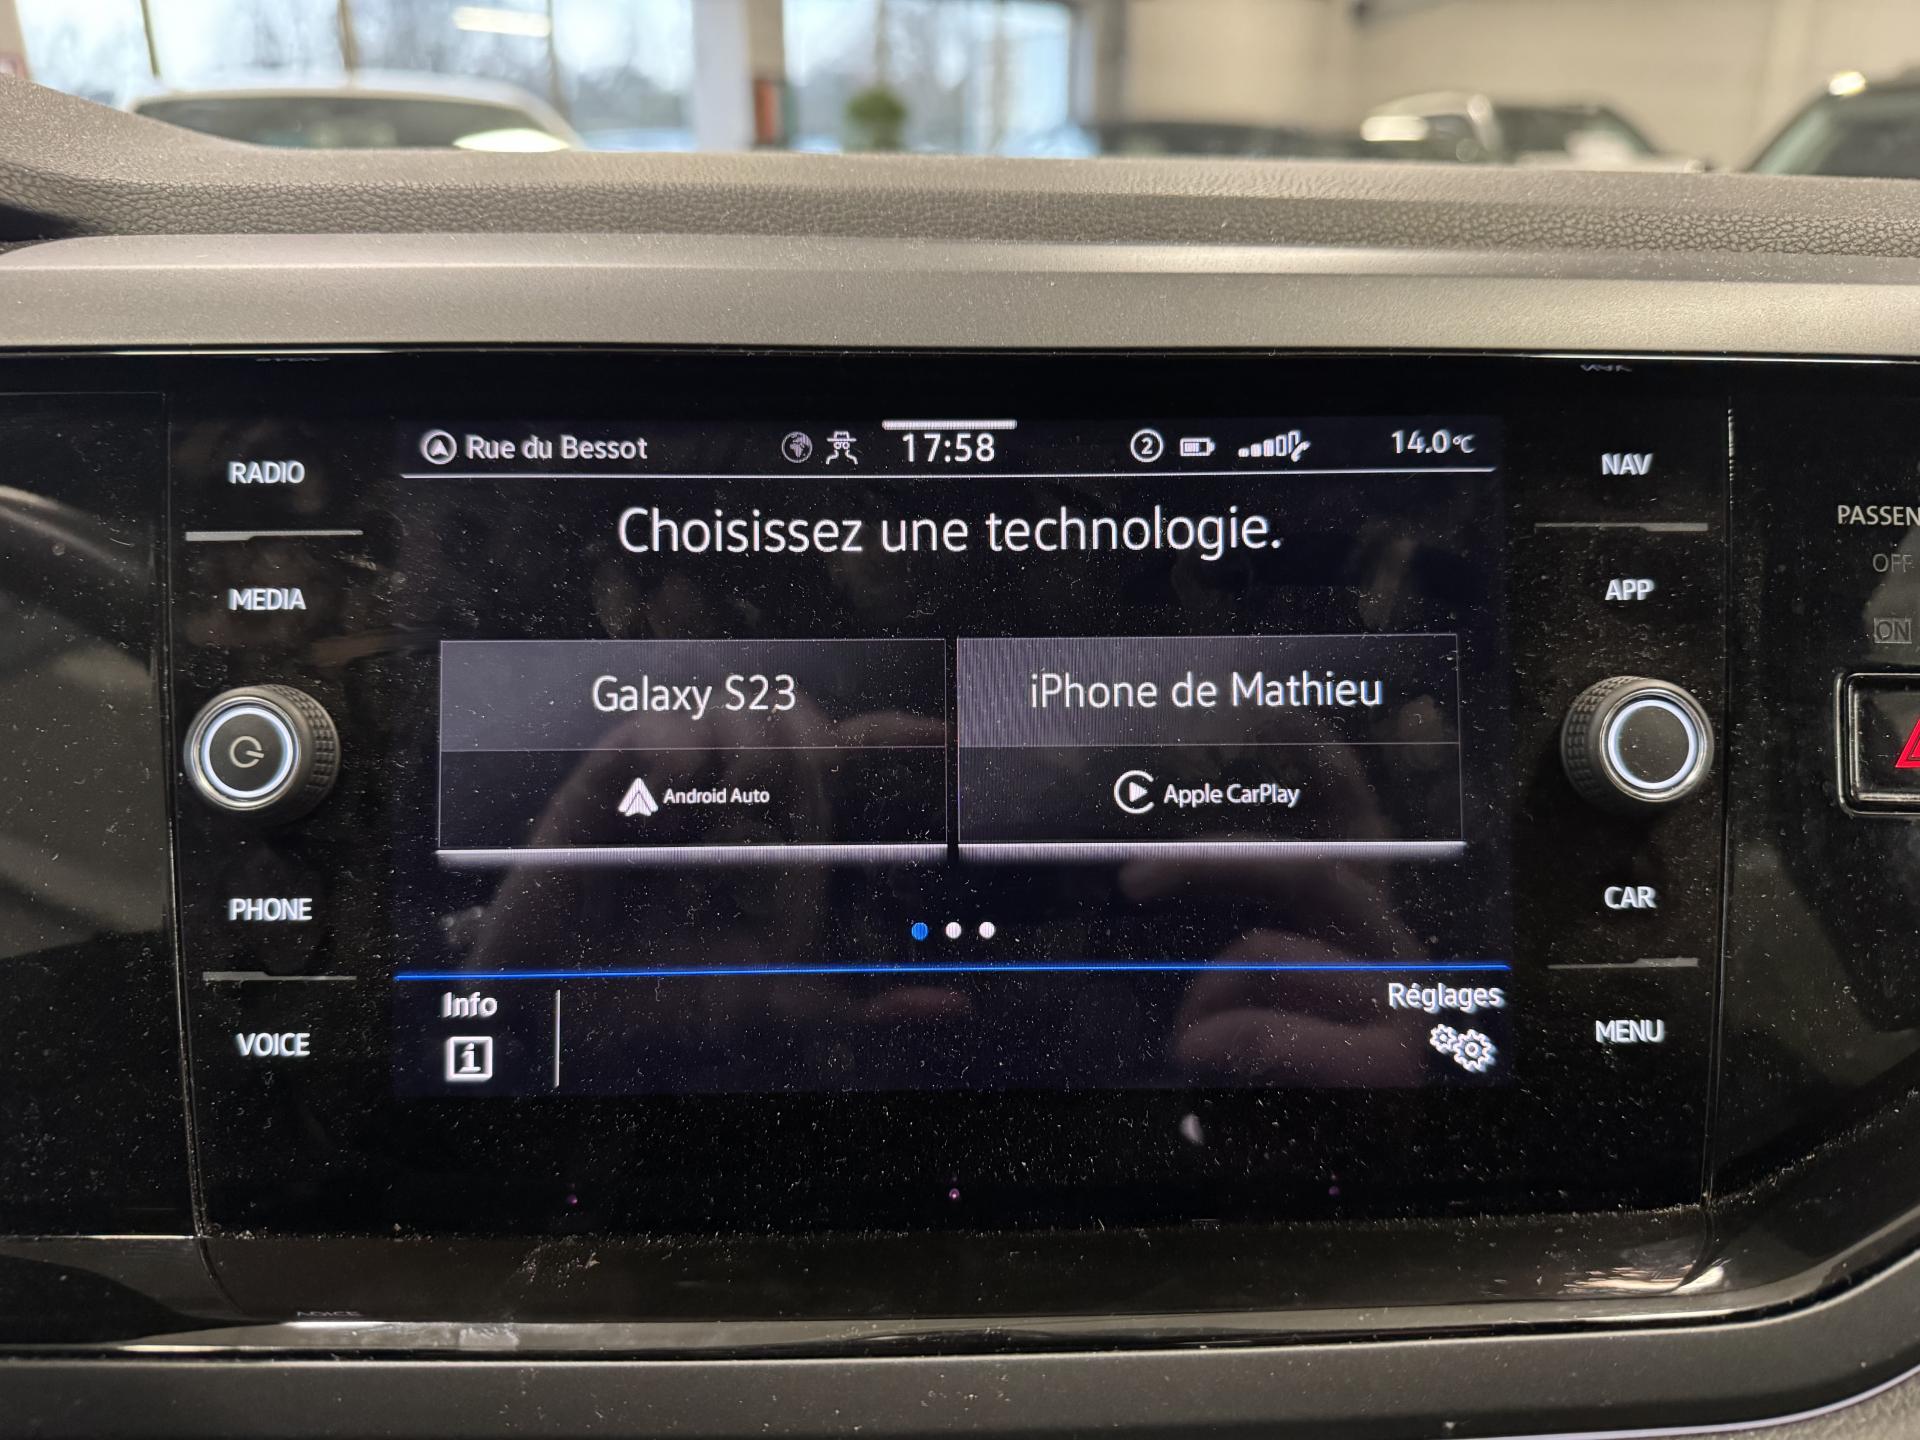 RADIO
MEDIA
PHONE
VOICE
Rue du Bessot
17:58
2
14.0°C
Choisissez une technologie.
Galaxy S23
Android Auto
iPhone de Mathieu
Apple CarPlay
Info
i
Réglages
NAV
APP
CAR
MENU
PASSEN
OFF
ON